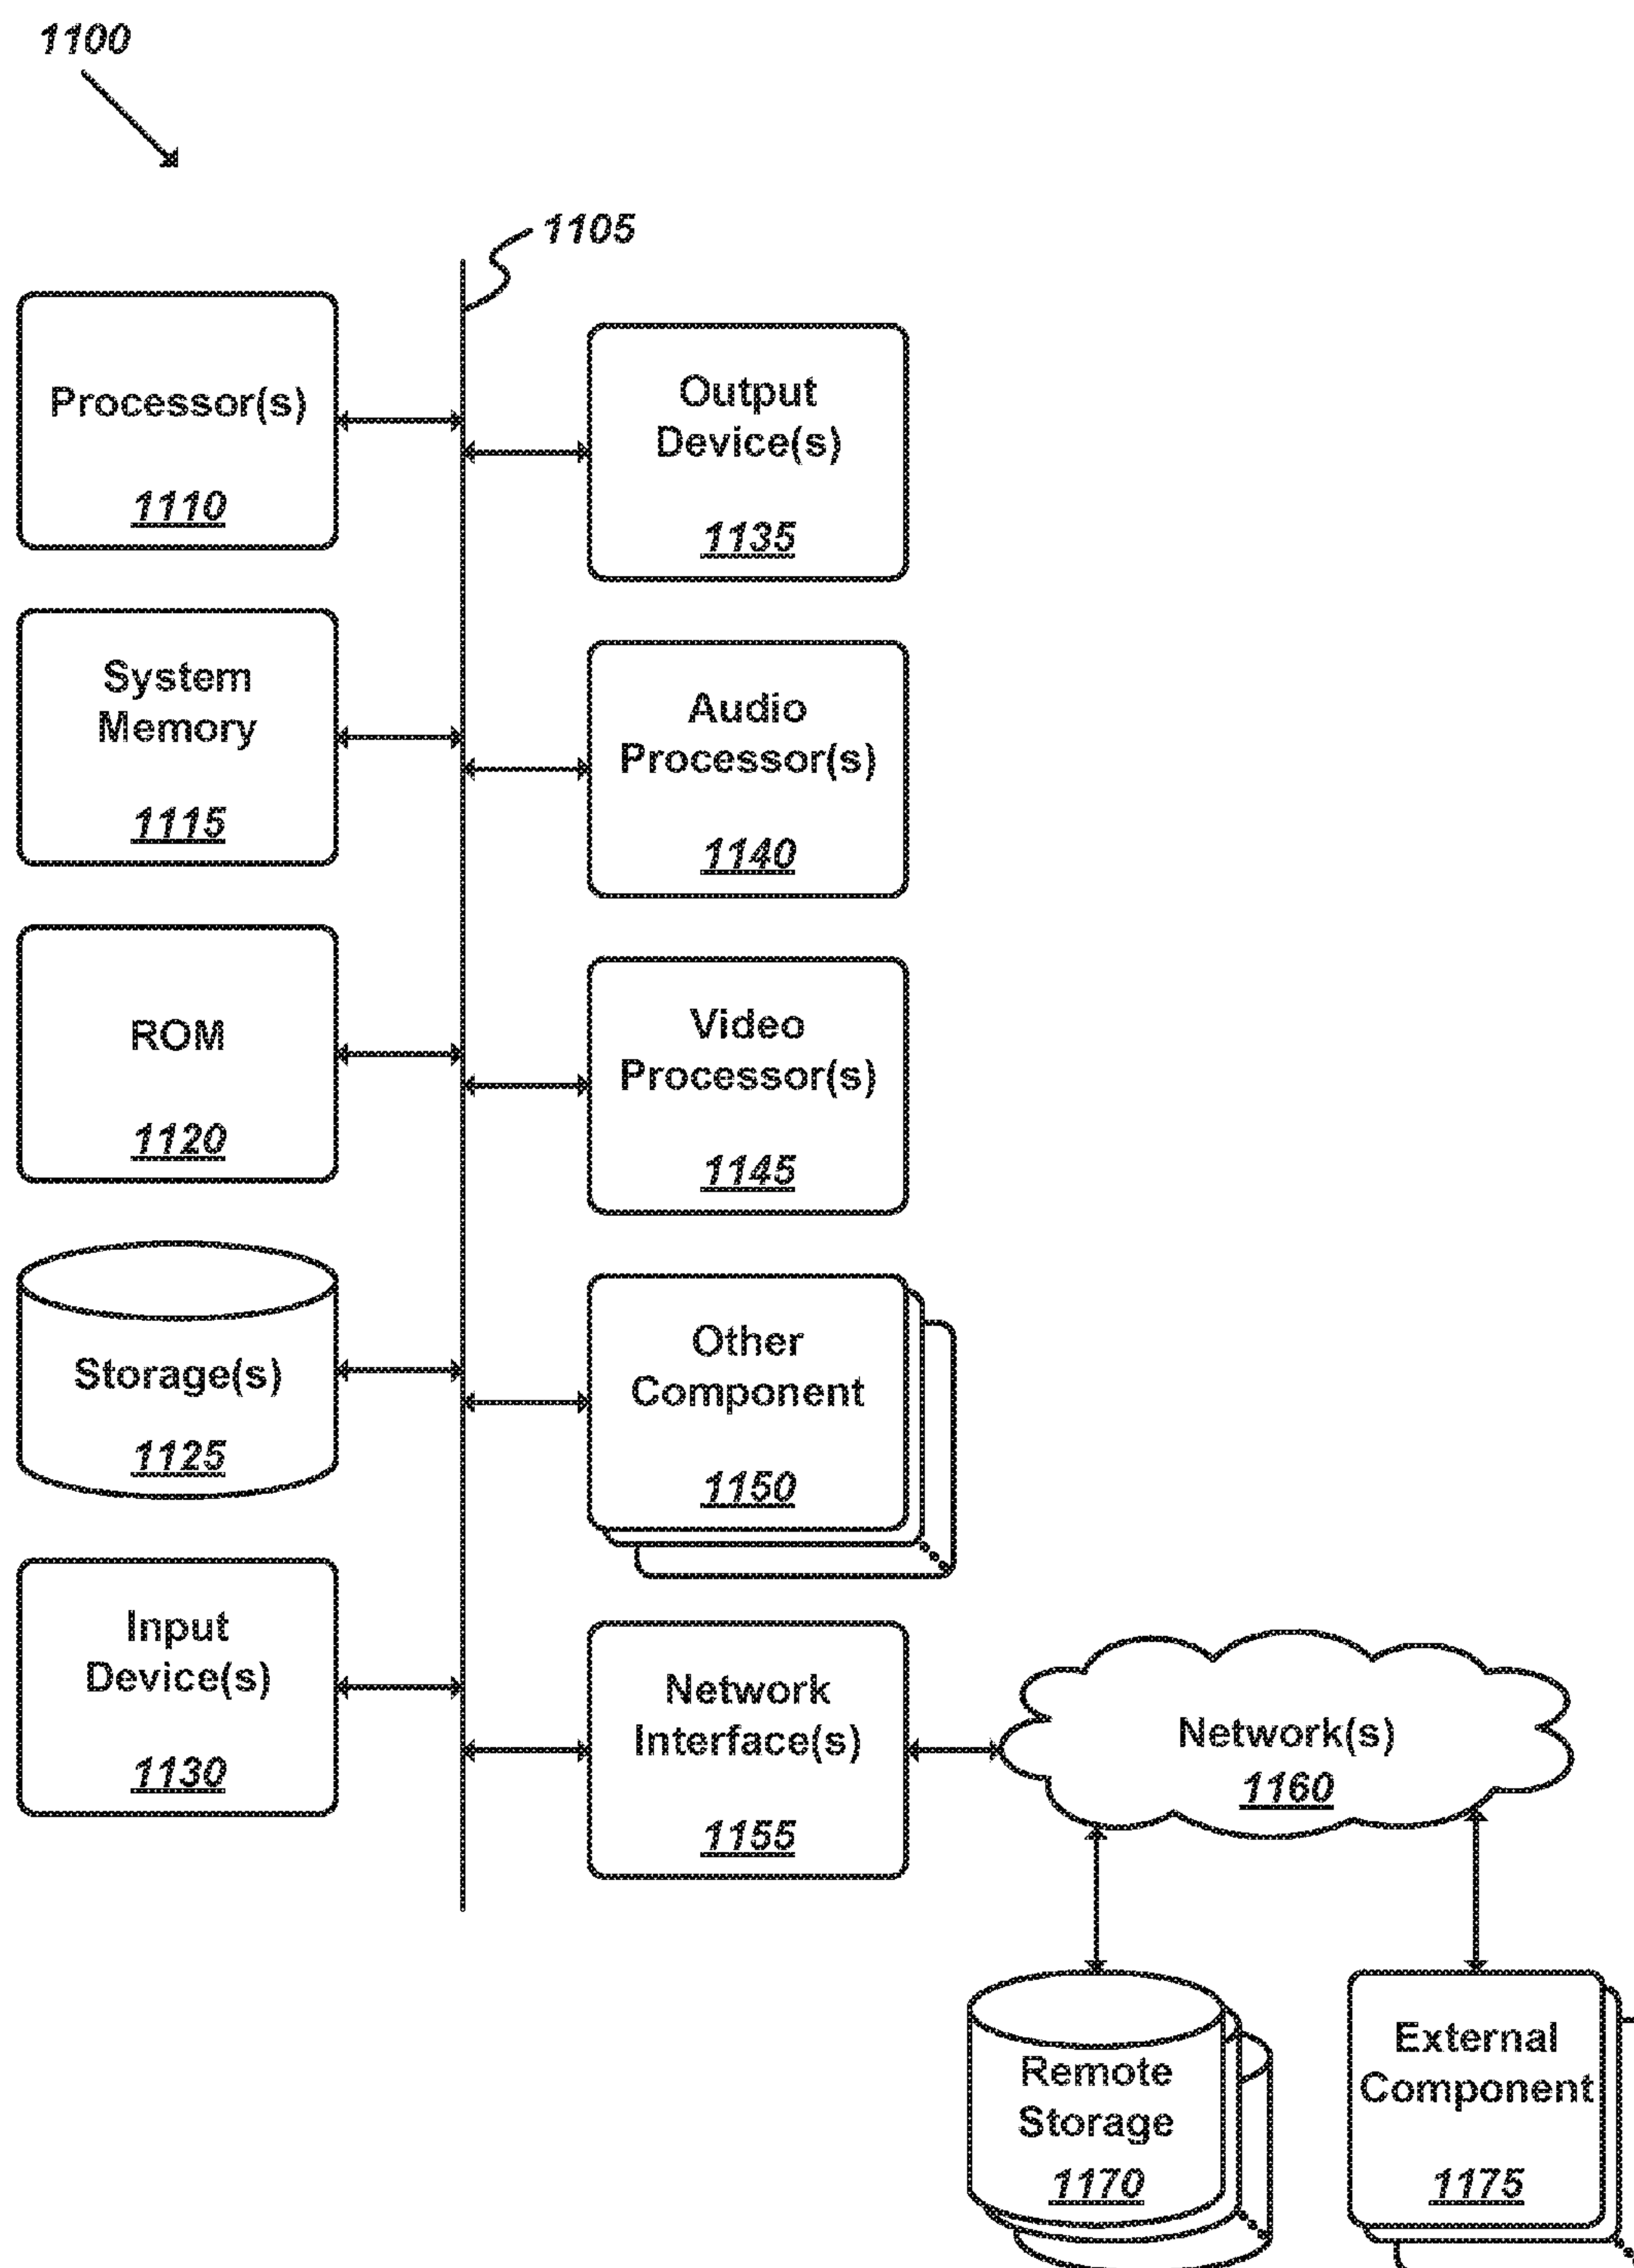 1100
1105
Processor(s)
1110
System
Memory
1115
ROM
1120
Storage(s)
1125
Input
Device(s)
1130
Output
Device(s)
1135
Audio
Processor(s)
1140
Video
Processor(s)
1145
Other
Component
1150
Network
Interface(s)
1155
Network(s)
1160
Remote
Storage
1170
External
Component
1175